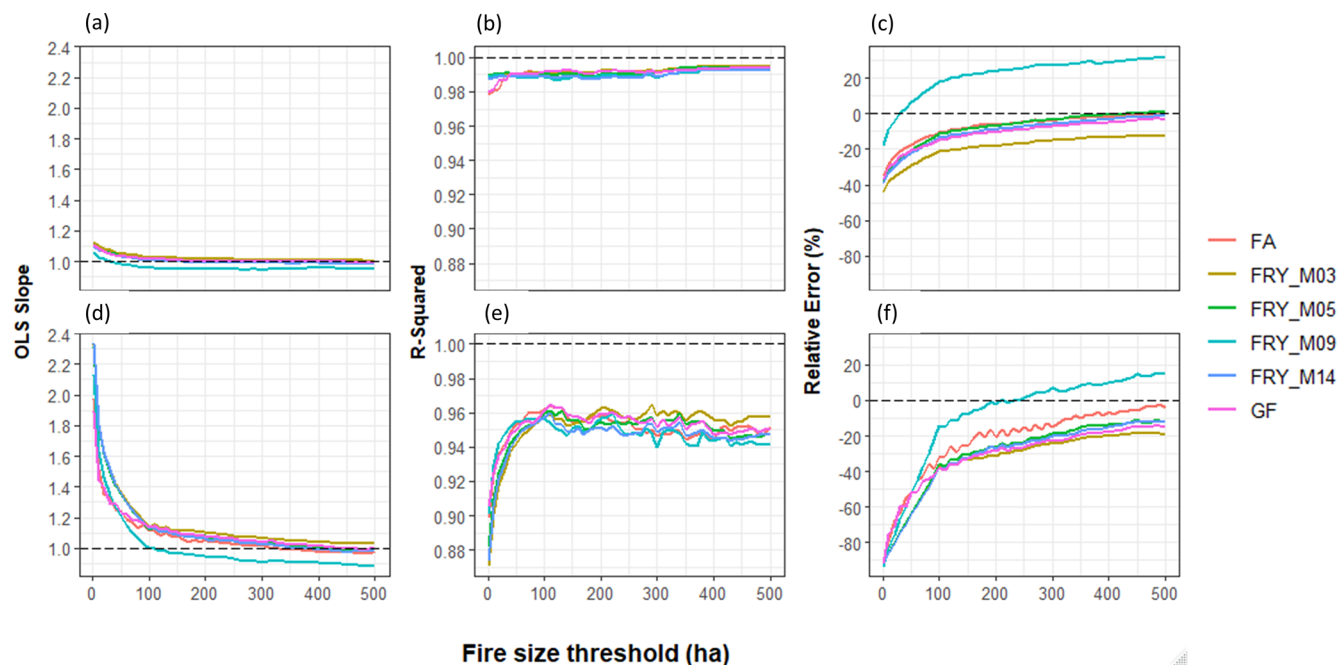 (a)
(b)
(c)
2.4
2.2
2.0
1.8
1.6
1.4
1.2
1.0
1.00
0.98
0.96
0.94
0.92
0.90
0.88
20
0
-20
-40
-60
-80
(d)
(e)
(f)
2.4
2.2
2.0
1.8
1.6
1.4
1.2
1.0
1.00
0.98
0.96
0.94
0.92
0.90
0.88
20
0
-20
-40
-60
-80
OLS Slope
R-Squared
Relative Error (%)
0 100 200 300 400 500
0 100 200 300 400 500
0 100 200 300 400 500
Fire size threshold (ha)
FA
FRY_M03
FRY_M05
FRY_M09
FRY_M14
GF